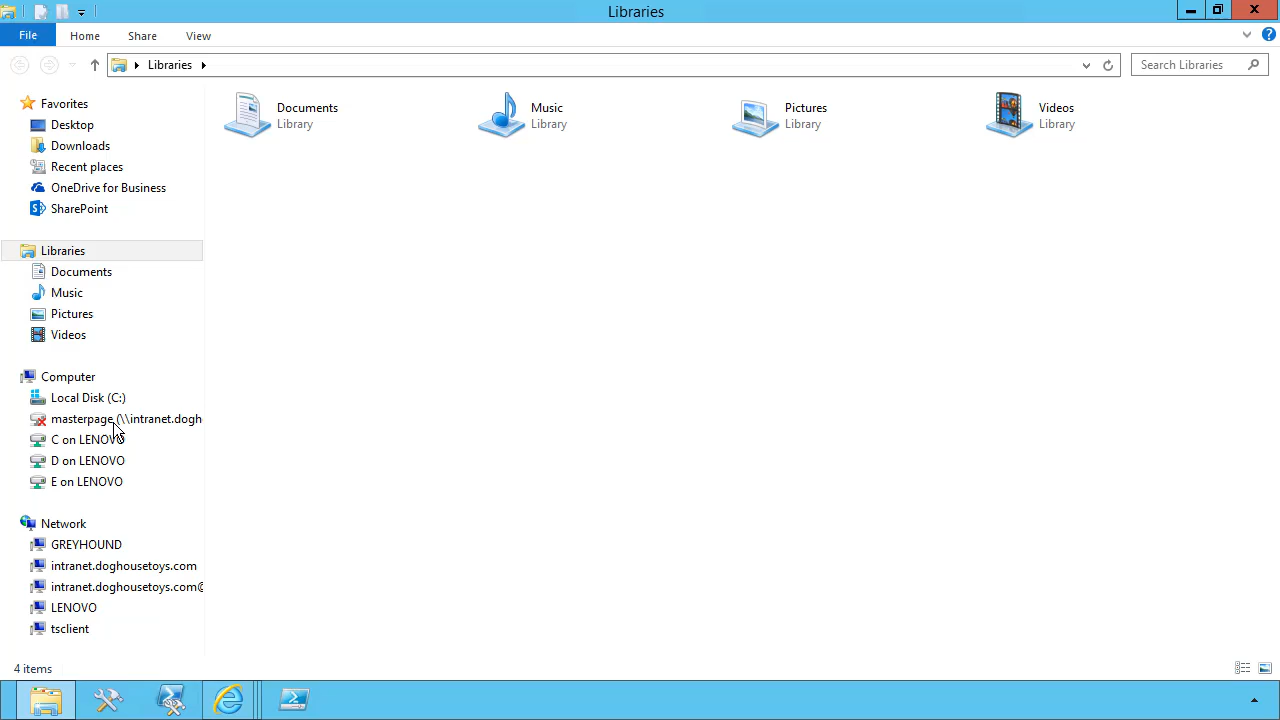 Libraries
File
Home
Share
View
Libraries
Search Libraries
Favorites
Desktop
Downloads
Recent places
OneDrive for Business
SharePoint
Libraries
Documents
Music
Pictures
Videos
Computer
Local Disk (C:)
masterpage (\\intranet.dogh
C on LENOVO
D on LENOVO
E on LENOVO
Network
GREYHOUND
intranet.doghousetoys.com
intranet.doghousetoys.com@
LENOVO
tsclient
Documents
Library
Music
Library
Pictures
Library
Videos
Library
4 items